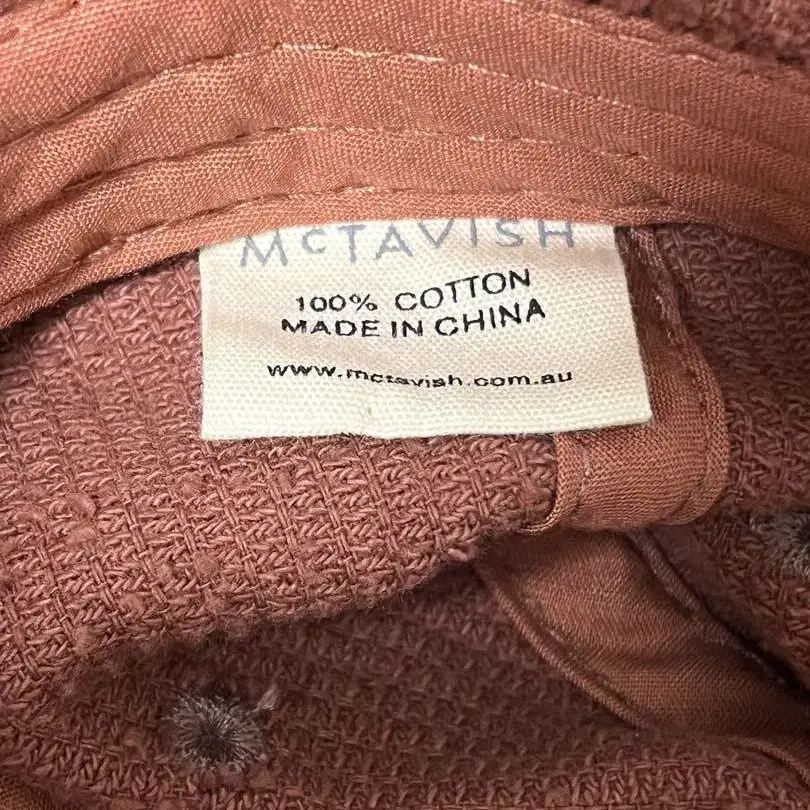 McTAVISH
100% COTTON
MADE IN CHINA
www.mctavish.com.au